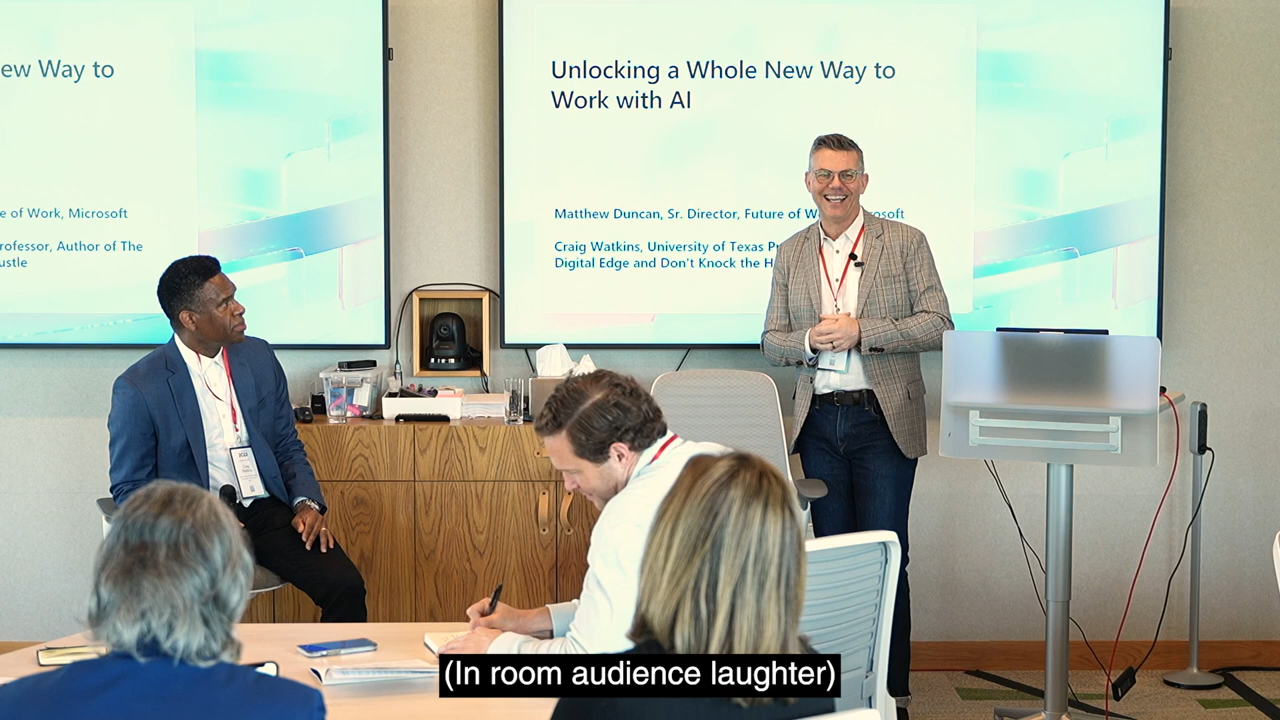 ew Way to
e of Work, Microsoft
rofessor, Author of The
ustle
Unlocking a Whole New Way to
Work with AI
Matthew Duncan, Sr. Director, Future of W osoft
Craig Watkins, University of Texas Pr
Digital Edge and Don't Knock the H
(In room audience laughter)